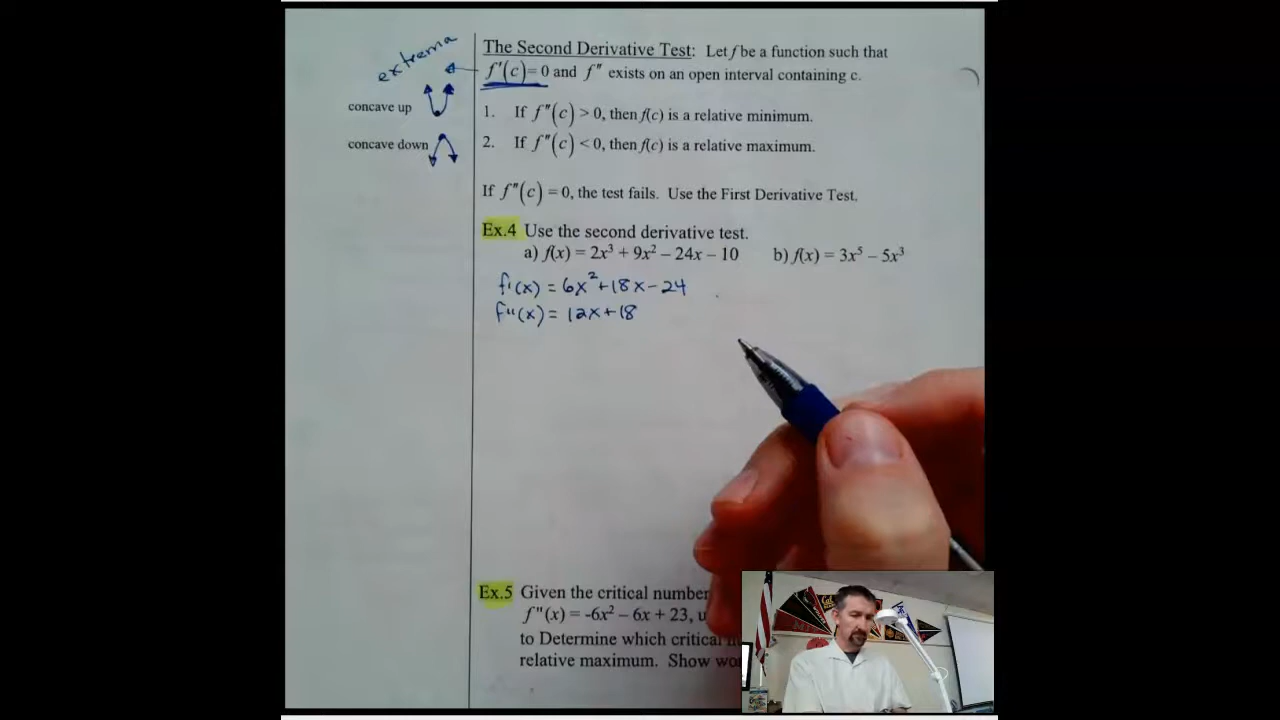 extrema
The Second Derivative Test: Let f be a function such that
f'(c)= 0 and f" exists on an open interval containing c.
concave up
1. If f"(c) > 0, then f(c) is a relative minimum.
concave down
2. If f"(c) < 0, then f(c) is a relative maximum.
If f"(c) = 0, the test fails. Use the First Derivative Test,
Ex.4 Use the second derivative test.
a) f(x) = 2x³ + 9x² – 24x – 10 b) f(x) = 3x⁵ – 5x³
f'(x) = 6x²+18x-24
f"(x) = 12x+18
Ex.5 Given the critical number
f "(x) = -6x² – 6x + 23,
to Determine which critical
relative maximum. Show